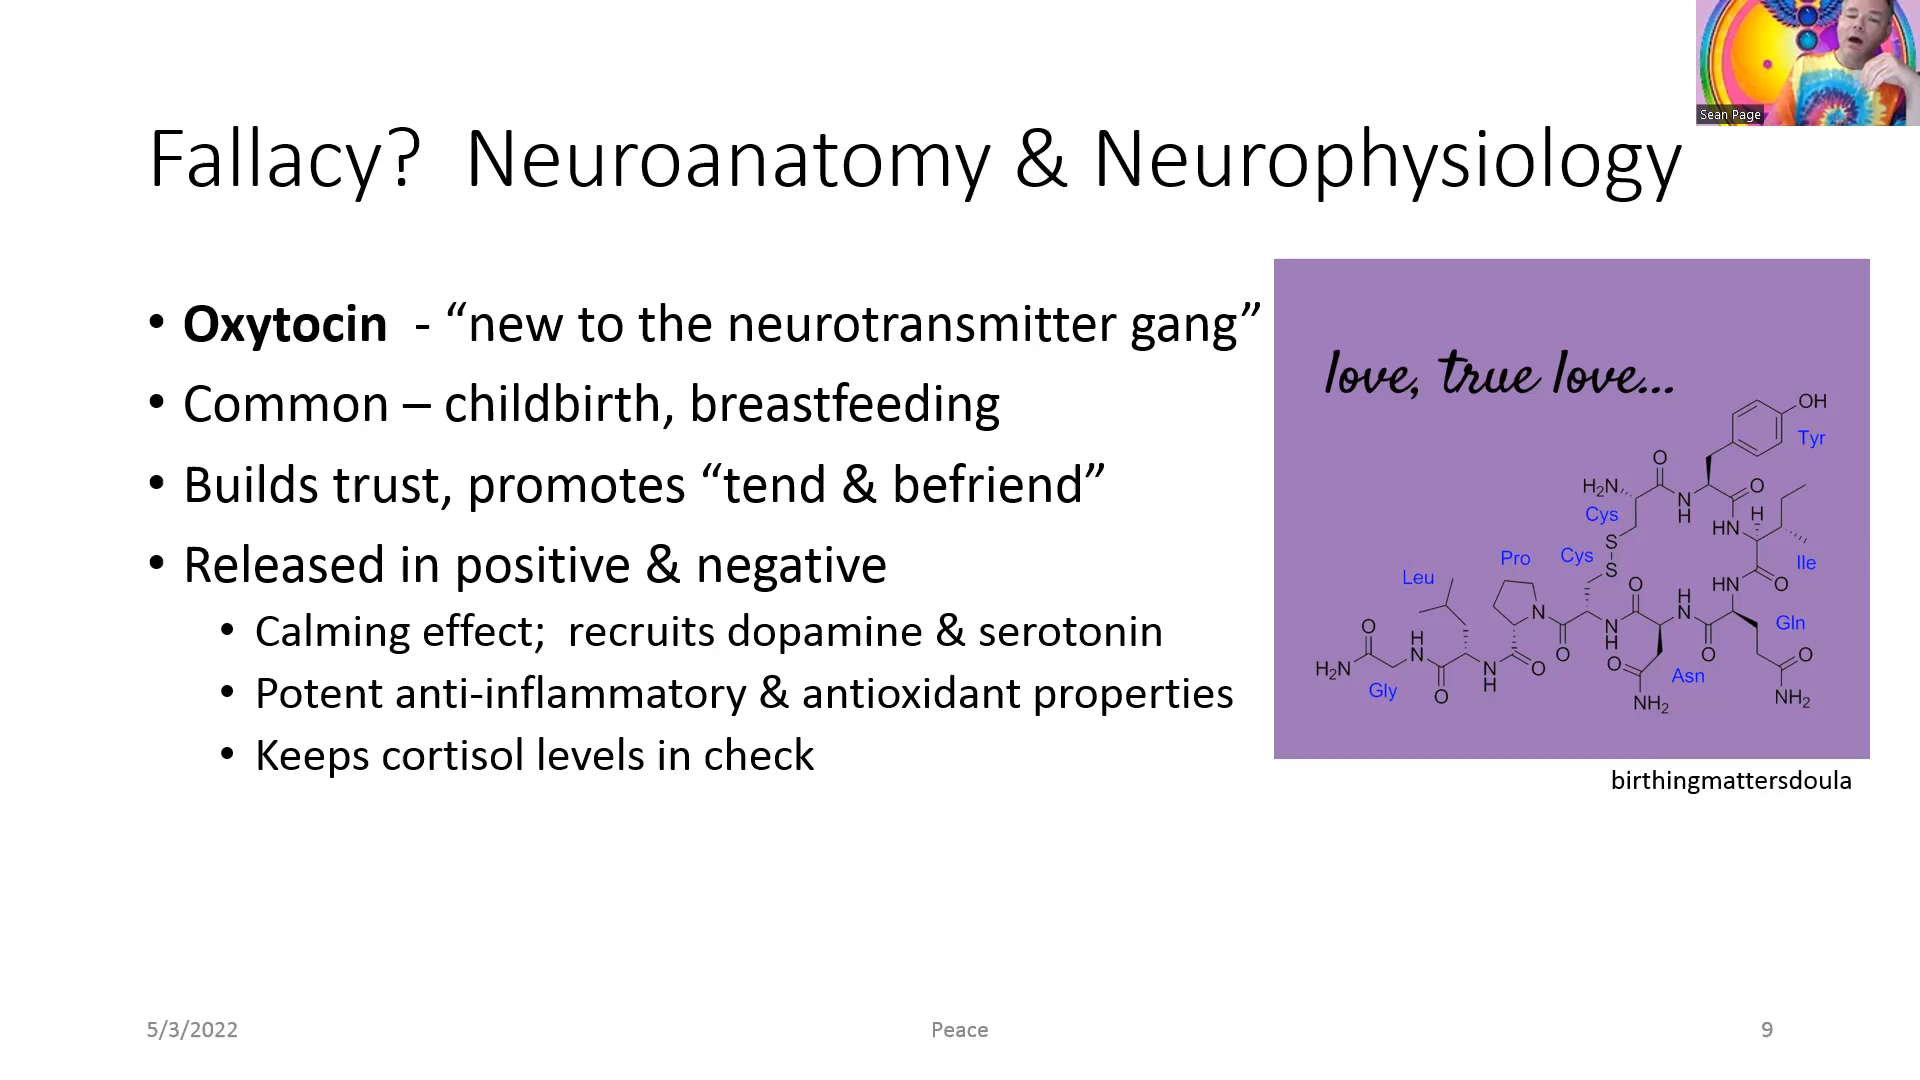 Sean Page
Fallacy?  Neuroanatomy & Neurophysiology
• Oxytocin  - “new to the neurotransmitter gang”
• Common – childbirth, breastfeeding
• Builds trust, promotes “tend & befriend”
• Released in positive & negative
• Calming effect;  recruits dopamine & serotonin
• Potent anti-inflammatory & antioxidant properties
• Keeps cortisol levels in check
love, true love...
OH
Tyr
O
H₂N
Cys
N
H
O
HN
H
S
S
Cys
Pro
Ile
Leu
O
HN
O
H
N
Gln
O
H
N
N
O
N
H
O
O
O
H₂N
Gly
O
N
H
O
Asn
NH₂
NH₂
birthingmattersdoula
5/3/2022
Peace
9